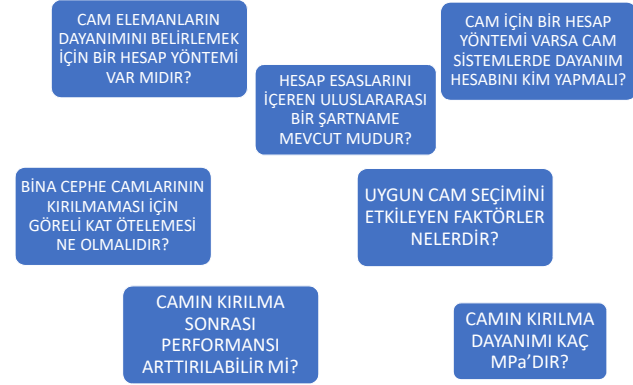 CAM ELEMANLARIN
DAYANIMINI BELİRLEMEK
İÇİN BİR HESAP YÖNTEMİ
VAR MIDIR?
HESAP ESASLARINI
İÇEREN ULUSLARARASI
BİR ŞARTNAME
MEVCUT MUDUR?
CAM İÇİN BİR HESAP
YÖNTEMİ VARSA CAM
SİSTEMLERDE DAYANIM
HESABINI KİM YAPMALI?
BİNA CEPHE CAMLARININ
KIRILMAMASI İÇİN
GÖRELİ KAT ÖTELEMESİ
NE OLMALIDIR?
UYGUN CAM SEÇİMİNİ
ETKİLEYEN FAKTÖRLER
NELERDİR?
CAMIN KIRILMA
SONRASI
PERFORMANSI
ARTTIRILABİLİR Mİ?
CAMIN KIRILMA
DAYANIMI KAÇ
MPa’DIR?